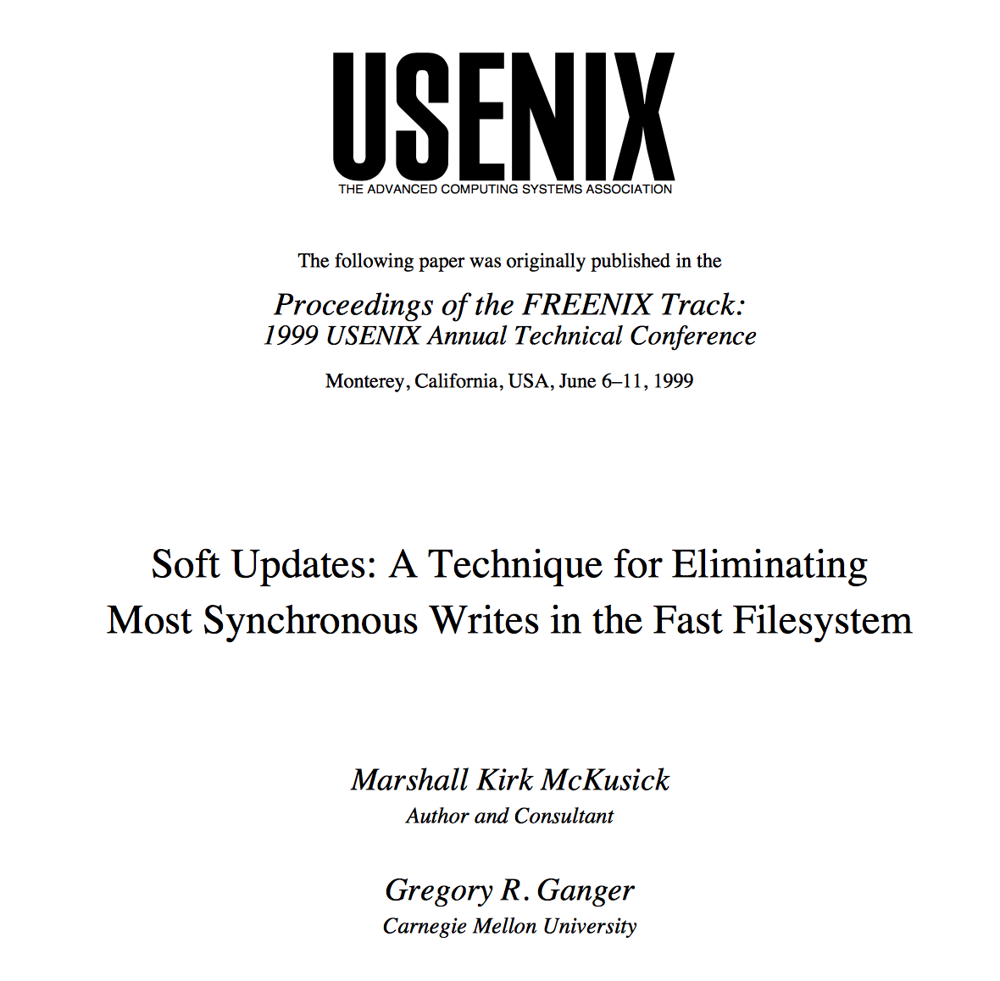 USENIX
THE ADVANCED COMPUTING SYSTEMS ASSOCIATION
The following paper was originally published in the
Proceedings of the FREENIX Track:
1999 USENIX Annual Technical Conference
Monterey, California, USA, June 6–11, 1999
Soft Updates: A Technique for Eliminating
Most Synchronous Writes in the Fast Filesystem
Marshall Kirk McKusick
Author and Consultant
Gregory R. Ganger
Carnegie Mellon University